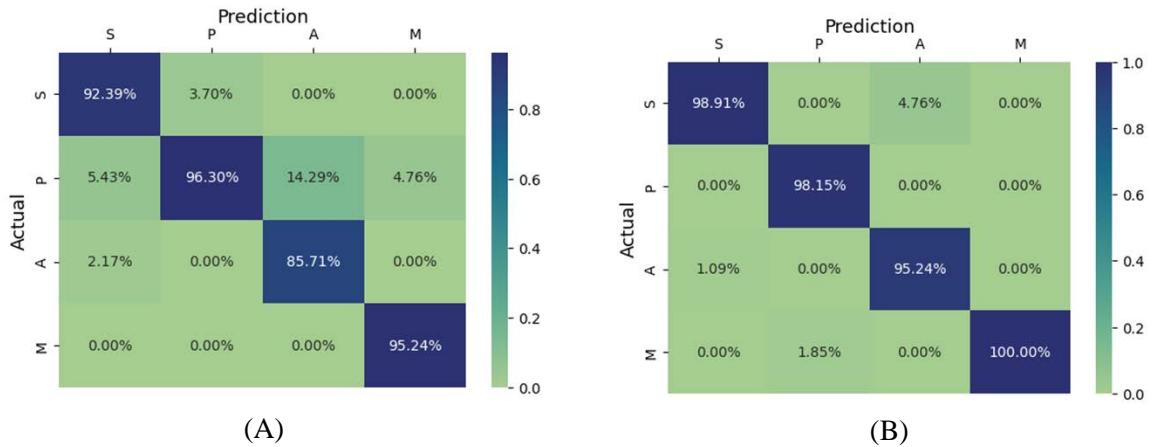 Prediction
S P A M
Actual
S 92.39% 3.70% 0.00% 0.00%
P 5.43% 96.30% 14.29% 4.76%
A 2.17% 0.00% 85.71% 0.00%
M 0.00% 0.00% 0.00% 95.24%
0.8
0.6
0.4
0.2
0.0
(A)
Prediction
S P A M
Actual
S 98.91% 0.00% 4.76% 0.00%
P 0.00% 98.15% 0.00% 0.00%
A 1.09% 0.00% 95.24% 0.00%
M 0.00% 1.85% 0.00% 100.00%
1.0
0.8
0.6
0.4
0.2
0.0
(B)